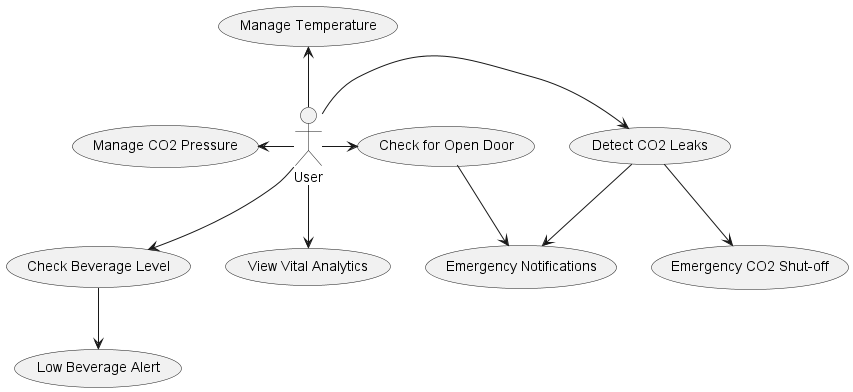 Manage Temperature
Manage CO2 Pressure
Check for Open Door
Detect CO2 Leaks
User
Check Beverage Level
View Vital Analytics
Emergency Notifications
Emergency CO2 Shut-off
Low Beverage Alert